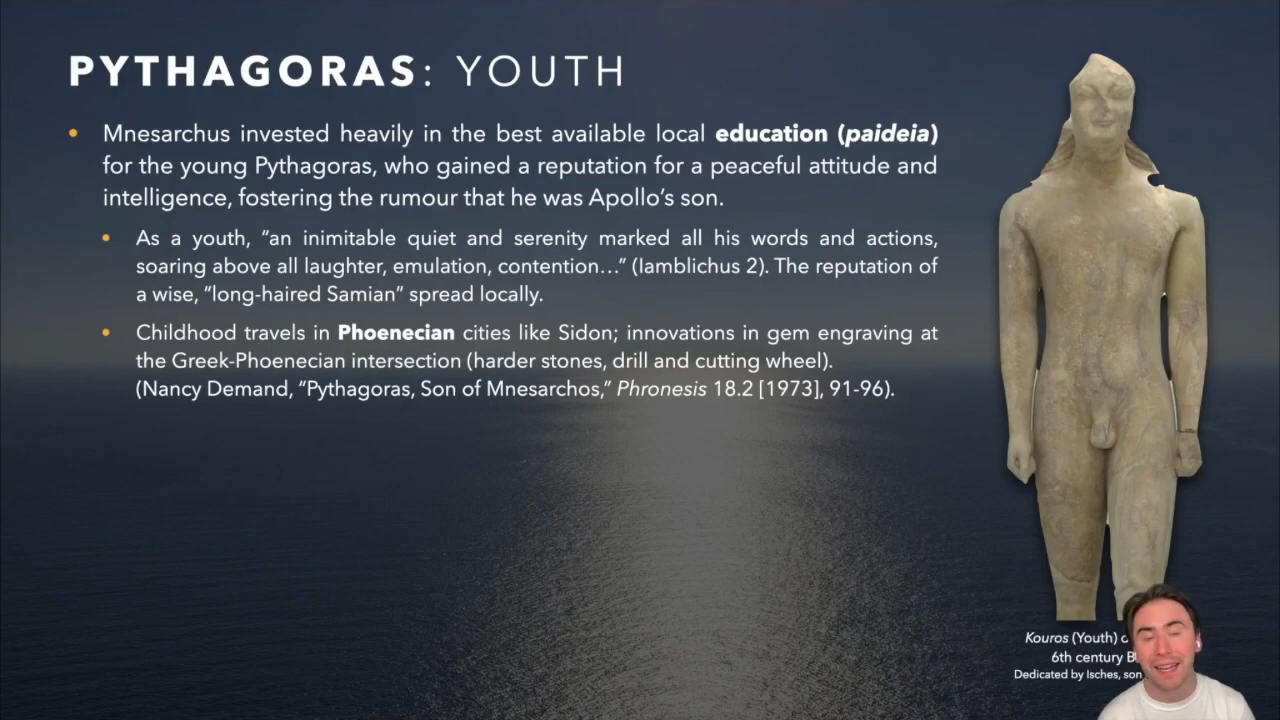 PYTHAGORAS: YOUTH
• Mnesarchus invested heavily in the best available local education (paideia)
for the young Pythagoras, who gained a reputation for a peaceful attitude and
intelligence, fostering the rumour that he was Apollo’s son.
• As a youth, “an inimitable quiet and serenity marked all his words and actions,
soaring above all laughter, emulation, contention…” (Iamblichus 2). The reputation of
a wise, “long-haired Samian” spread locally.
• Childhood travels in Phoenecian cities like Sidon; innovations in gem engraving at
the Greek-Phoenecian intersection (harder stones, drill and cutting wheel).
(Nancy Demand, “Pythagoras, Son of Mnesarchos,” Phronesis 18.2 [1973], 91-96).
Kouros (Youth)
6th century
Dedicated by Isches, son